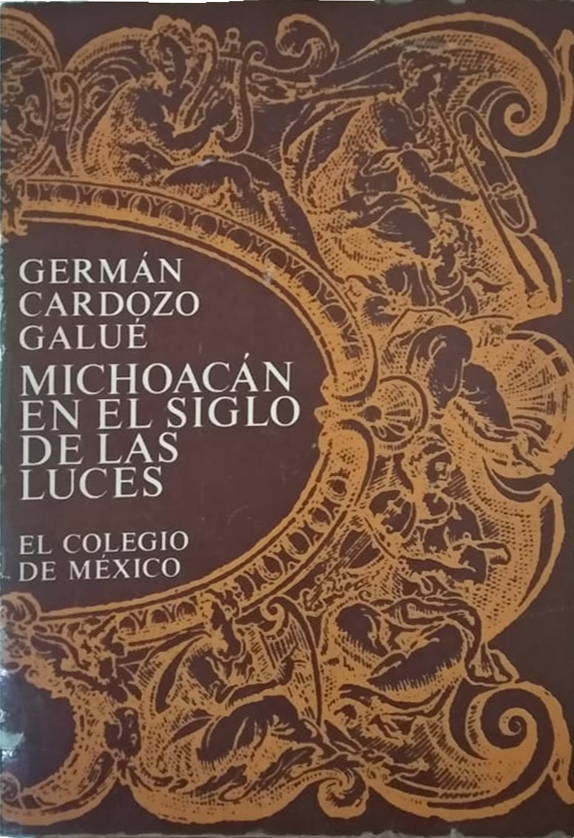 GERMÁN
CARDOZO
GALUÉ
MICHOACÁN
EN EL SIGLO
DE LAS
LUCES
EL COLEGIO
DE MÉXICO